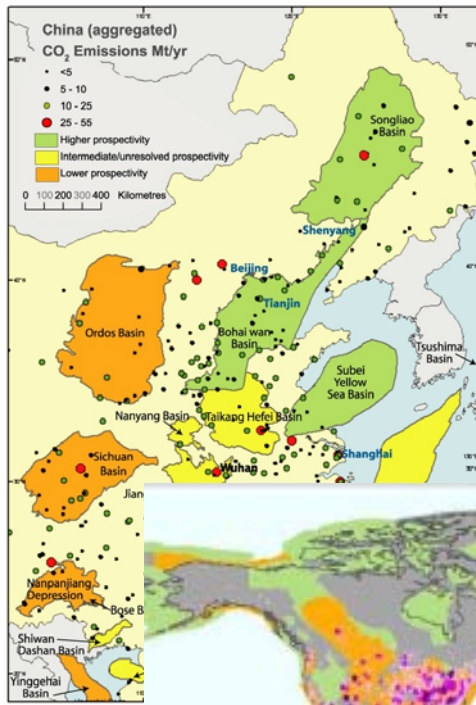 China (aggregated)
CO2 Emissions Mt/yr
<5
5 - 10
10 - 25
25 - 55
Higher prospectivity
Intermediate/unresolved prospectivity
Lower prospectivity
0 100 200 300 400 Kilometres
Songliao
Basin
Shenyang
Beijing
Tianjin
Ordos Basin
Bohai wan
Basin
Tsushima
Basin
Subei
Yellow
Sea Basin
Nanyang Basin
Taikang Hefei Basin
Sichuan
Basin
Wuhan
Shanghai
Jiang
Nanpanjiang
Depression
Bose B
Shiwan
Dashan Basin
Yinggehai
Basin